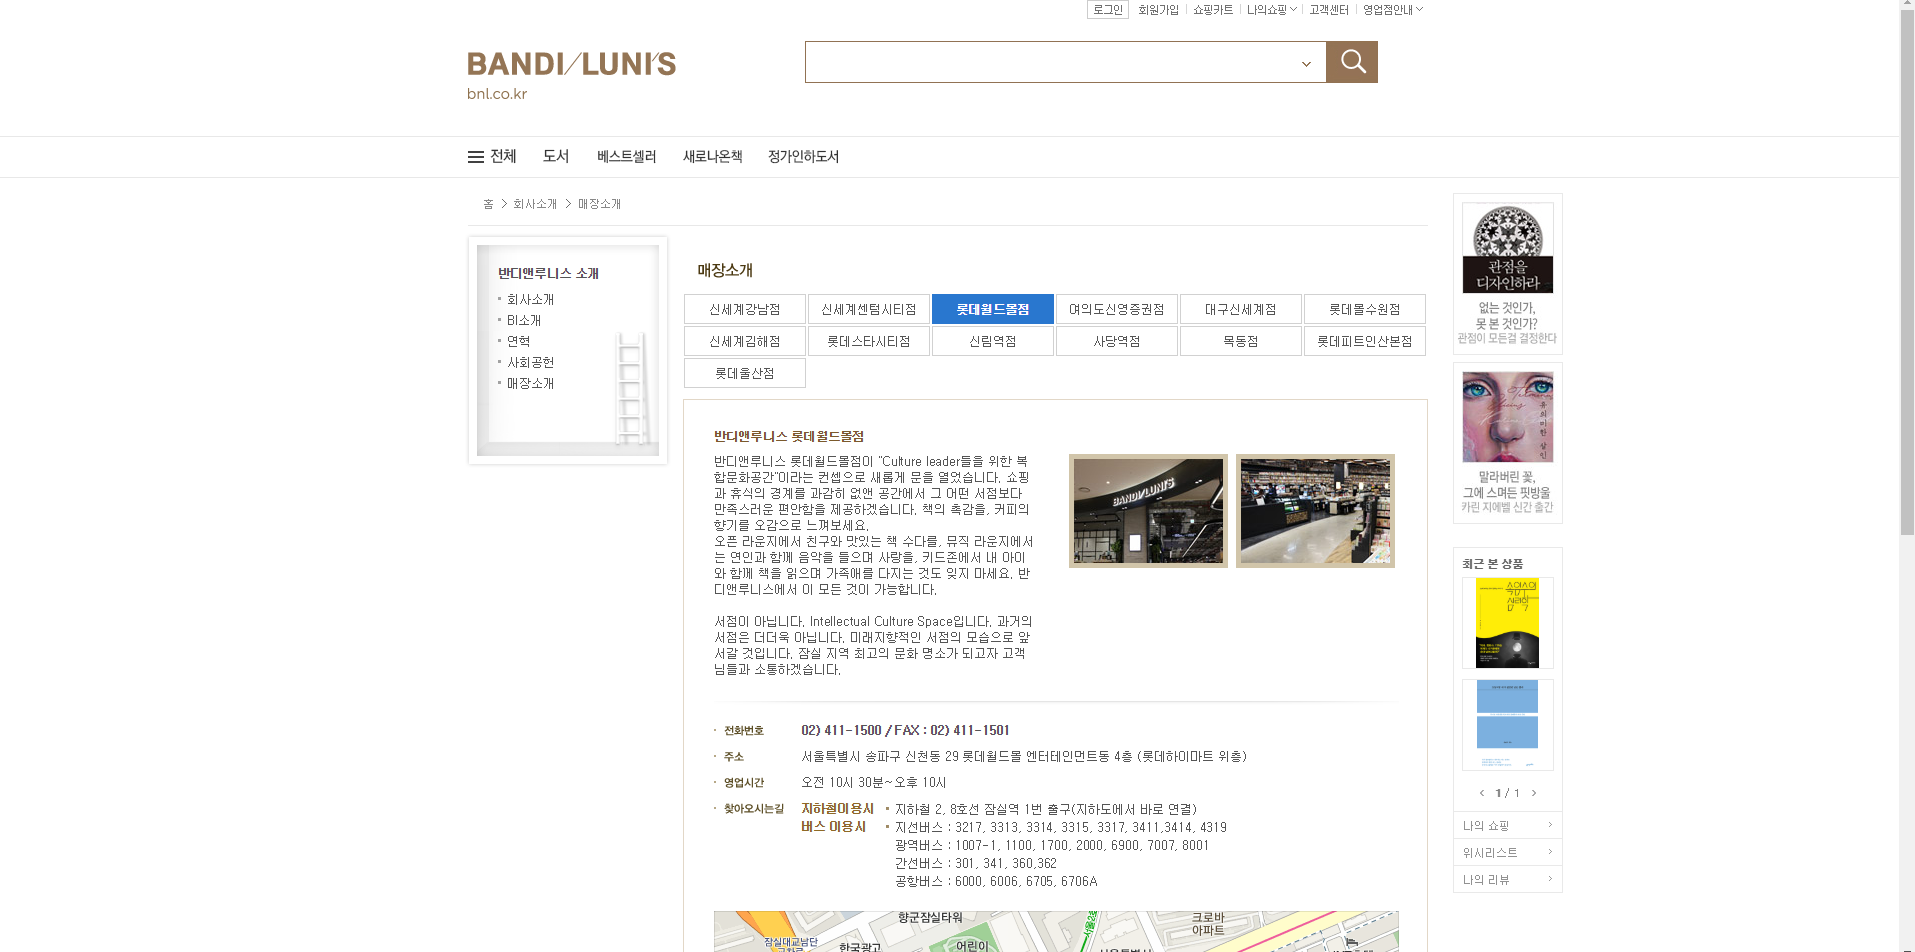 로그인 회원가입 쇼핑카트 나의쇼핑 고객센터 영업점안내
BANDI/LUNI'S
bnl.co.kr
전체 도서 베스트셀러 새로나온책 정가인하도서
홈 > 회사소개 > 매장소개
반디앤루니스 소개
회사소개
BI소개
연혁
사회공헌
매장소개
매장소개
신세계강남점 신세계센텀시티점 롯데월드몰점 여의도신영증권점 대구신세계점 롯데몰수원점
신세계김해점 롯데스타시티점 신림역점 사당역점 목동점 롯데피트인산본점
롯데울산점
반디앤루니스 롯데월드몰점
반디앤루니스 롯데월드몰점이 "Culture leader들을 위한 복
합문화공간"이라는 컨셉으로 새롭게 문을 열었습니다. 쇼핑
과 휴식의 경계를 과감히 없앤 공간에서 그 어떤 서점보다
만족스러운 편안함을 제공하겠습니다. 책의 촉감을, 커피의
향기를 오감으로 느껴보세요.
오픈 라운지에서 친구와 맛있는 책 수다를, 뮤직 라운지에서
는 연인과 함께 음악을 들으며 사랑을, 키드존에서 내 아이
와 함께 책을 읽으며 가족애를 다지는 것도 잊지 마세요. 반
디앤루니스에서 이 모든 것이 가능합니다.
서점이 아닙니다. Intellectual Culture Space입니다. 과거의
서점은 더더욱 아닙니다. 미래지향적인 서점의 모습으로 앞
서갈 것입니다. 잠실 지역 최고의 문화 명소가 되고자 고객
님들과 소통하겠습니다.
BANDI/LUNI'S
전화번호 02) 411-1500 / FAX : 02) 411-1501
주소 서울특별시 송파구 신천동 29 롯데월드몰 엔터테인먼트동 4층 (롯데하이마트 위층)
영업시간 오전 10시 30분~오후 10시
찾아오시는길 지하철이용시 지하철 2, 8호선 잠실역 1번 출구(지하도에서 바로 연결)
버스 이용시 지선버스 : 3217, 3313, 3314, 3315, 3317, 3411,3414, 4319
광역버스 : 1007-1, 1100, 1700, 2000, 6900, 7007, 8001
간선버스 : 301, 341, 360,362
공항버스 : 6000, 6006, 6705, 6706A
향군잠실타워
크로바
아파트
잠실대교남단
한국광고
어린이
서울2호
관점을
디자인하라
없는 것인가,
못 본 것인가?
관점이 모든걸 결정한다
유의미한 살인
말라버린 꽃,
그에 스며든 핏방울
카린 지에벨 신간 출간
최근 본 상품
1 / 1
나의 쇼핑
위시리스트
나의 리뷰